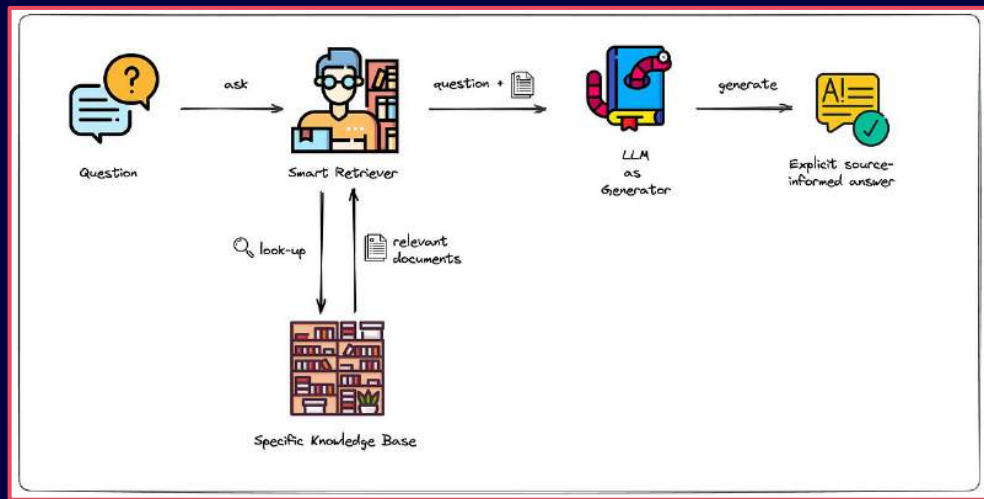 ?
ask
question +
generate
A!=
Question
Smart Retriever
LLM
as
Generator
Explicit source-
informed answer
look-up
relevant
documents
Specific Knowledge Base